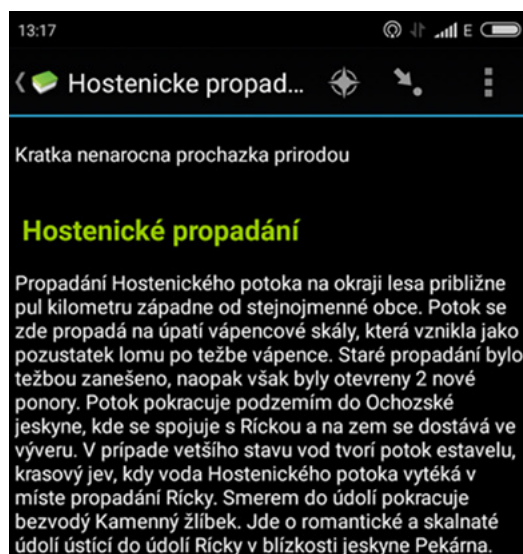 13:17
E
Hostenicke propad...
Kratka nenarocna prochazka prirodou
Hostenické propadání
Propadání Hostenického potoka na okraji lesa približne
pul kilometru západne od stejnojmenné obce. Potok se
zde propadá na úpatí vápencové skály, která vznikla jako
pozustatek lomu po težbe vápence. Staré propadání bylo
težbou zanešeno, naopak však byly otevreny 2 nové
ponory. Potok pokracuje podzemím do Ochozské
jeskyne, kde se spojuje s Ríckou a na zem se dostává ve
výveru. V prípade vetšího stavu vod tvorí potok estavelu,
krasový jev, kdy voda Hostenického potoka vytéká v
míste propadání Rícky. Smerem do údolí pokracuje
bezvodý Kamenný žlíbek. Jde o romantické a skalnaté
údolí ústící do údolí Rícky v blízkosti jeskyne Pekárna.